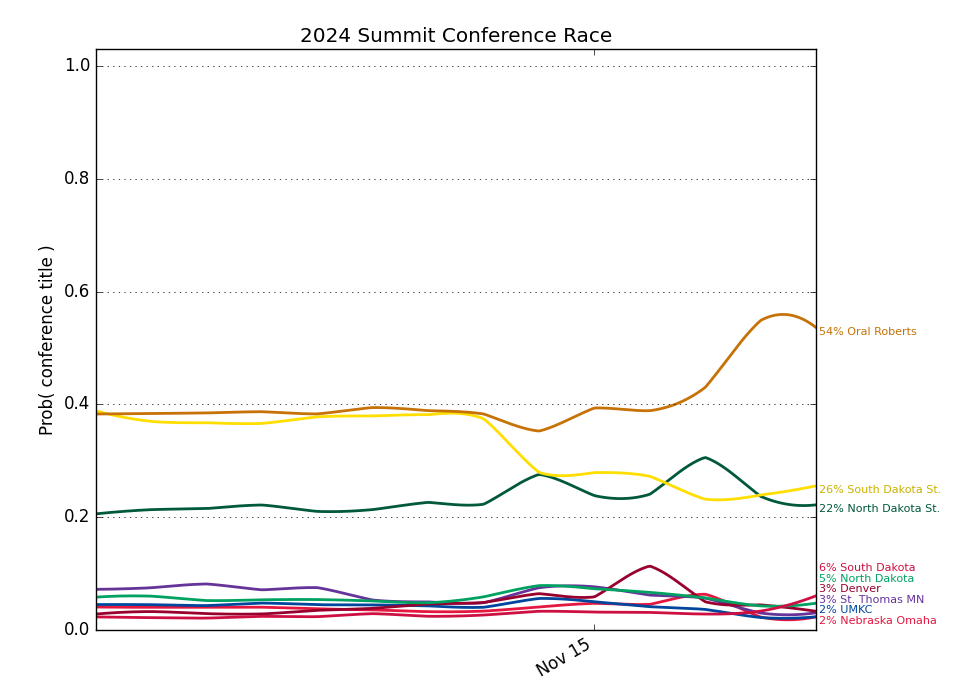 2024 Summit Conference Race
1.0
0.8
0.6
0.4
0.2
0.0
Prob( conference title )
Nov 15
54% Oral Roberts
26% South Dakota St.
22% North Dakota St.
6% South Dakota
5% North Dakota
3% Denver
3% St. Thomas MN
2% UMKC
2% Nebraska Omaha